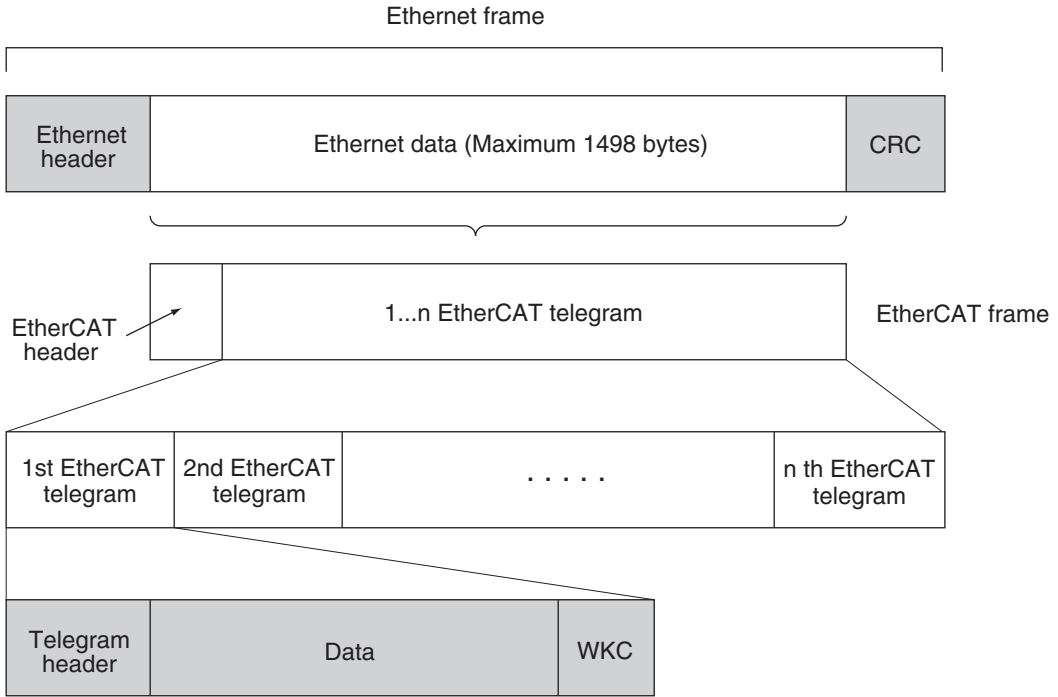 Ethernet frame
Ethernet
header
Ethernet data (Maximum 1498 bytes)
CRC
EtherCAT
header
1...n EtherCAT telegram
EtherCAT frame
1st EtherCAT
telegram
2nd EtherCAT
telegram
. . . . .
n th EtherCAT
telegram
Telegram
header
Data
WKC